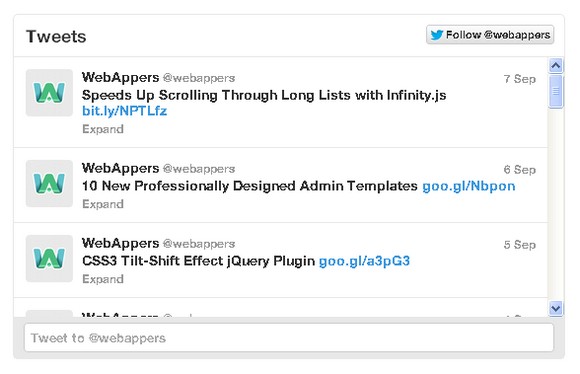 Tweets
Follow @webappers
WebAppers @webappers 7 Sep
Speeds Up Scrolling Through Long Lists with Infinity.js
bit.ly/NPTLfz
Expand
WebAppers @webappers 6 Sep
10 New Professionally Designed Admin Templates goo.gl/Nbpon
Expand
WebAppers @webappers 5 Sep
CSS3 Tilt-Shift Effect jQuery Plugin goo.gl/a3pG3
Expand
Tweet to @webappers